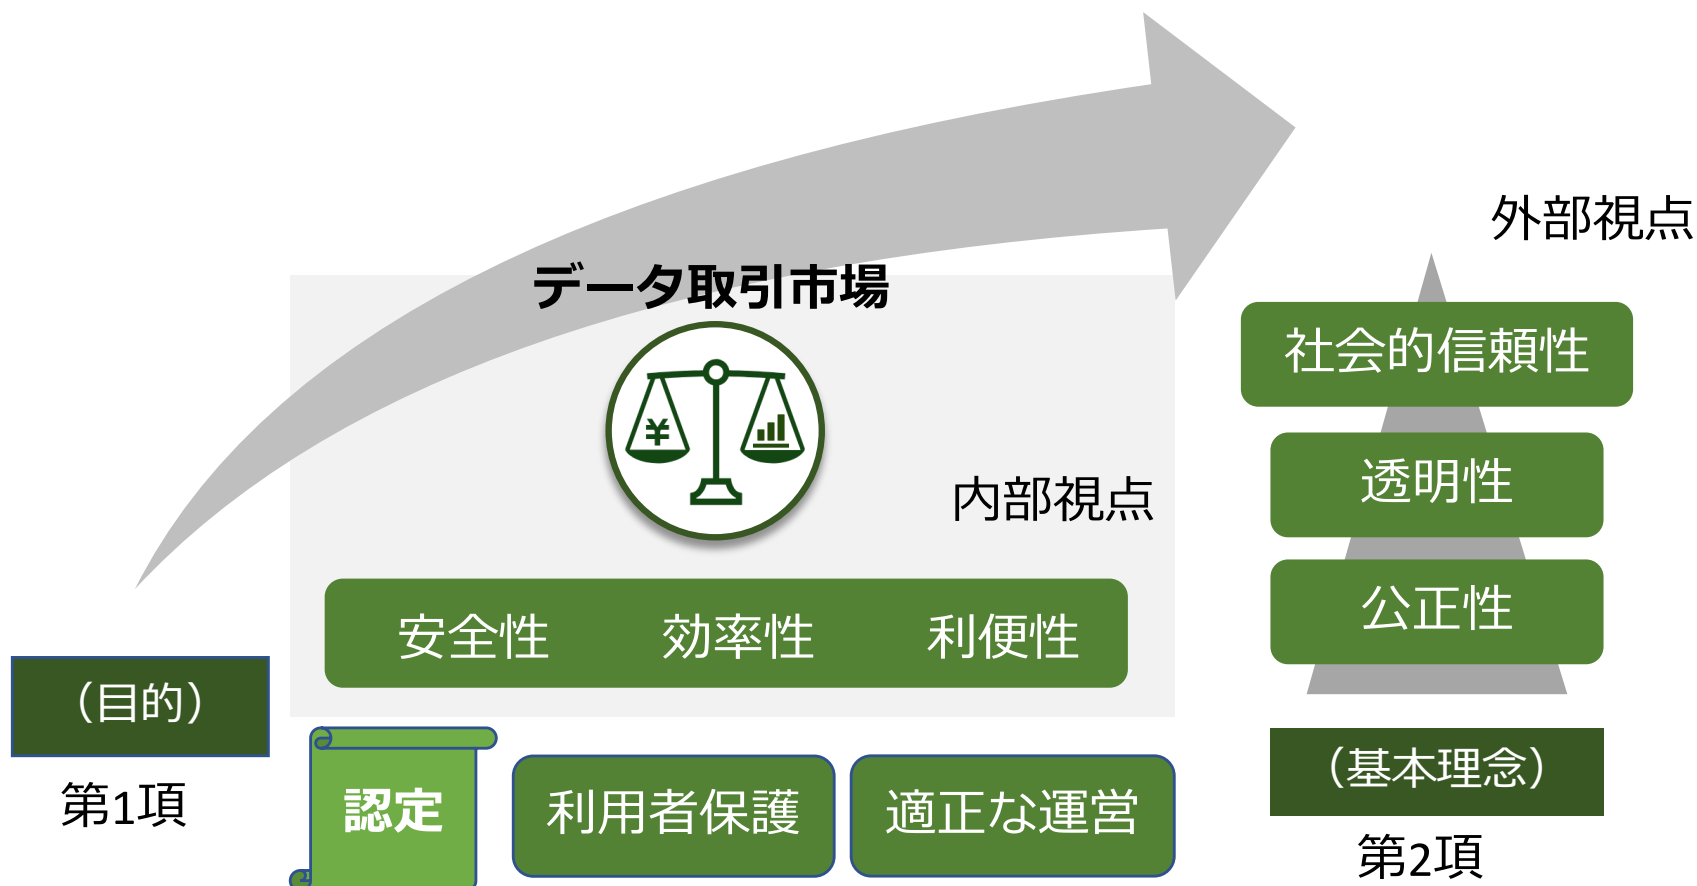 外部視点
データ取引市場
¥
内部視点
社会的信頼性
透明性
公正性
安全性 効率性 利便性
（目的）
第1項
認定
利用者保護
適正な運営
（基本理念）
第2項